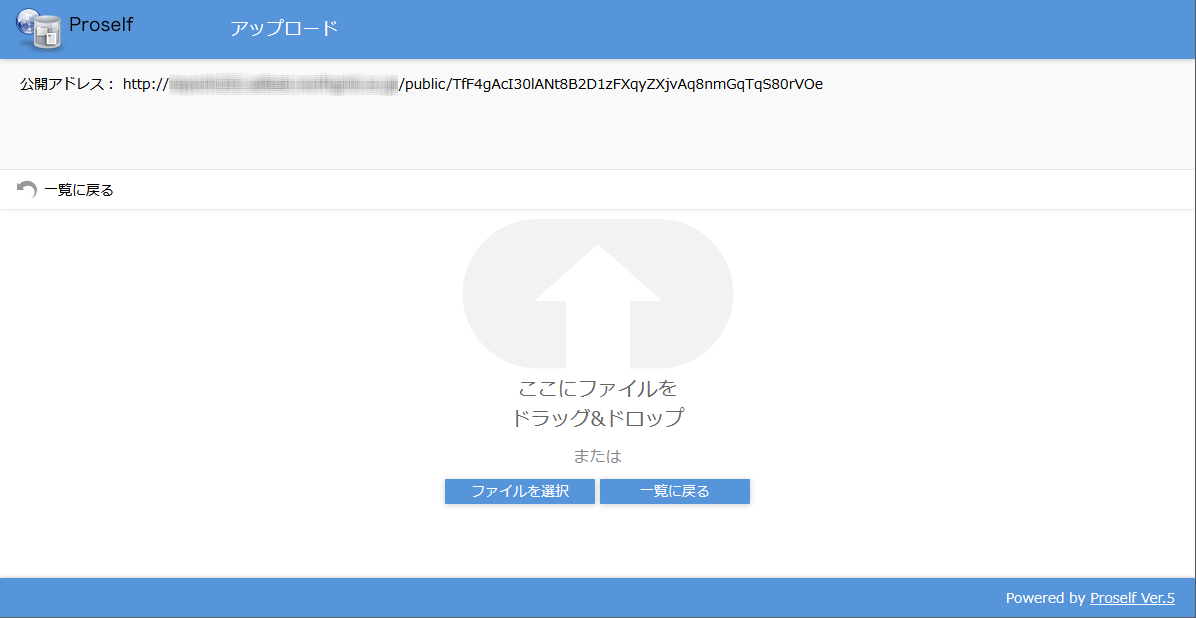 Proself
アップロード
公開アドレス： http:// /public/TfF4gAcI30lANt8B2D1zFXqyZXjvAq8nmGqTqS80rVOe
一覧に戻る
ここにファイルを
ドラッグ&ドロップ
または
ファイルを選択 一覧に戻る
Powered by Proself Ver.5